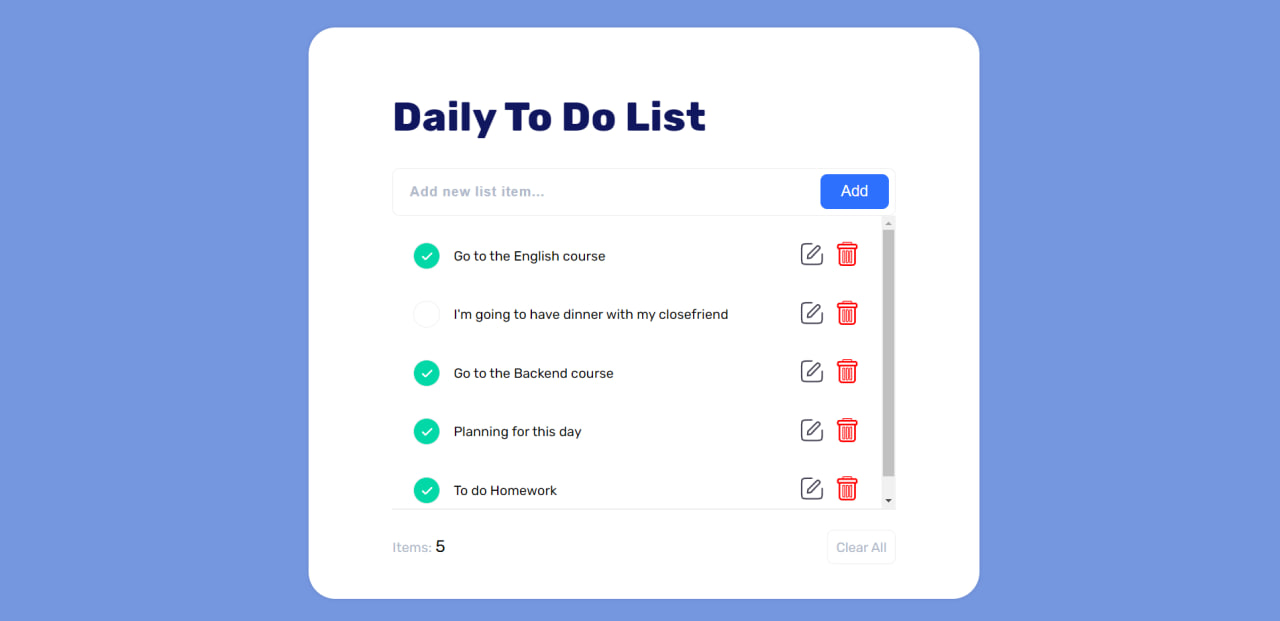 Daily To Do List
Add new list item...
Add
Go to the English course
I'm going to have dinner with my closefriend
Go to the Backend course
Planning for this day
To do Homework
Items: 5
Clear All